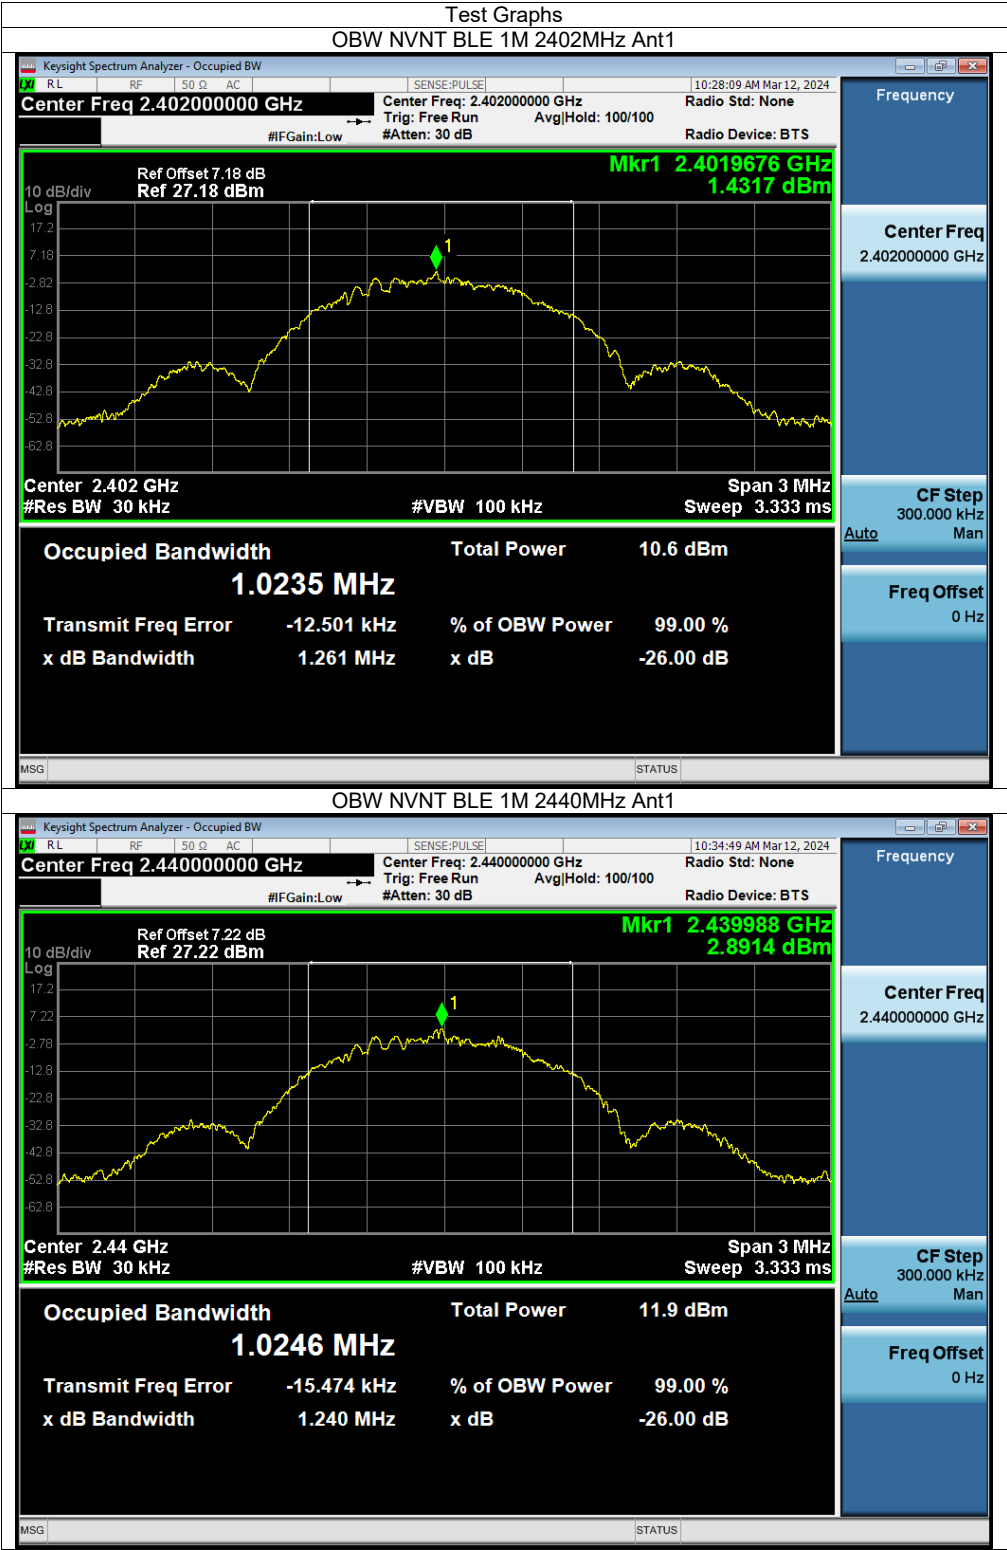 Test Graphs
OBW NVNT BLE 1M 2402MHz Ant1
Keysight Spectrum Analyzer - Occupied BW
LXI RL RF 50 Ω AC SENSE:PULSE 10:28:09 AM Mar 12, 2024
Center Freq 2.402000000 GHz
Center Freq: 2.402000000 GHz Radio Std: None
Trig: Free Run Avg|Hold: 100/100
#IFGain:Low #Atten: 30 dB Radio Device: BTS
Frequency
Mkr1 2.4019676 GHz
1.4317 dBm
Ref Offset 7.18 dB
10 dB/div Ref 27.18 dBm
Log
17.2
7.18
-2.82
-12.8
-22.8
-32.8
-42.8
-52.8
-62.8
1
Center 2.402 GHz Span 3 MHz
#Res BW 30 kHz #VBW 100 kHz Sweep 3.333 ms
Center Freq
2.402000000 GHz
CF Step
300.000 kHz
Auto Man
Freq Offset
0 Hz
Occupied Bandwidth Total Power 10.6 dBm
1.0235 MHz
Transmit Freq Error -12.501 kHz % of OBW Power 99.00 %
x dB Bandwidth 1.261 MHz x dB -26.00 dB
MSG STATUS
OBW NVNT BLE 1M 2440MHz Ant1
Keysight Spectrum Analyzer - Occupied BW
LXI RL RF 50 Ω AC SENSE:PULSE 10:34:49 AM Mar 12, 2024
Center Freq 2.440000000 GHz
Center Freq: 2.440000000 GHz Radio Std: None
Trig: Free Run Avg|Hold: 100/100
#IFGain:Low #Atten: 30 dB Radio Device: BTS
Frequency
Mkr1 2.439988 GHz
2.8914 dBm
Ref Offset 7.22 dB
10 dB/div Ref 27.22 dBm
Log
17.2
7.22
-2.78
-12.8
-22.8
-32.8
-42.8
-52.8
-62.8
1
Center 2.44 GHz Span 3 MHz
#Res BW 30 kHz #VBW 100 kHz Sweep 3.333 ms
Center Freq
2.440000000 GHz
CF Step
300.000 kHz
Auto Man
Freq Offset
0 Hz
Occupied Bandwidth Total Power 11.9 dBm
1.0246 MHz
Transmit Freq Error -15.474 kHz % of OBW Power 99.00 %
x dB Bandwidth 1.240 MHz x dB -26.00 dB
MSG STATUS